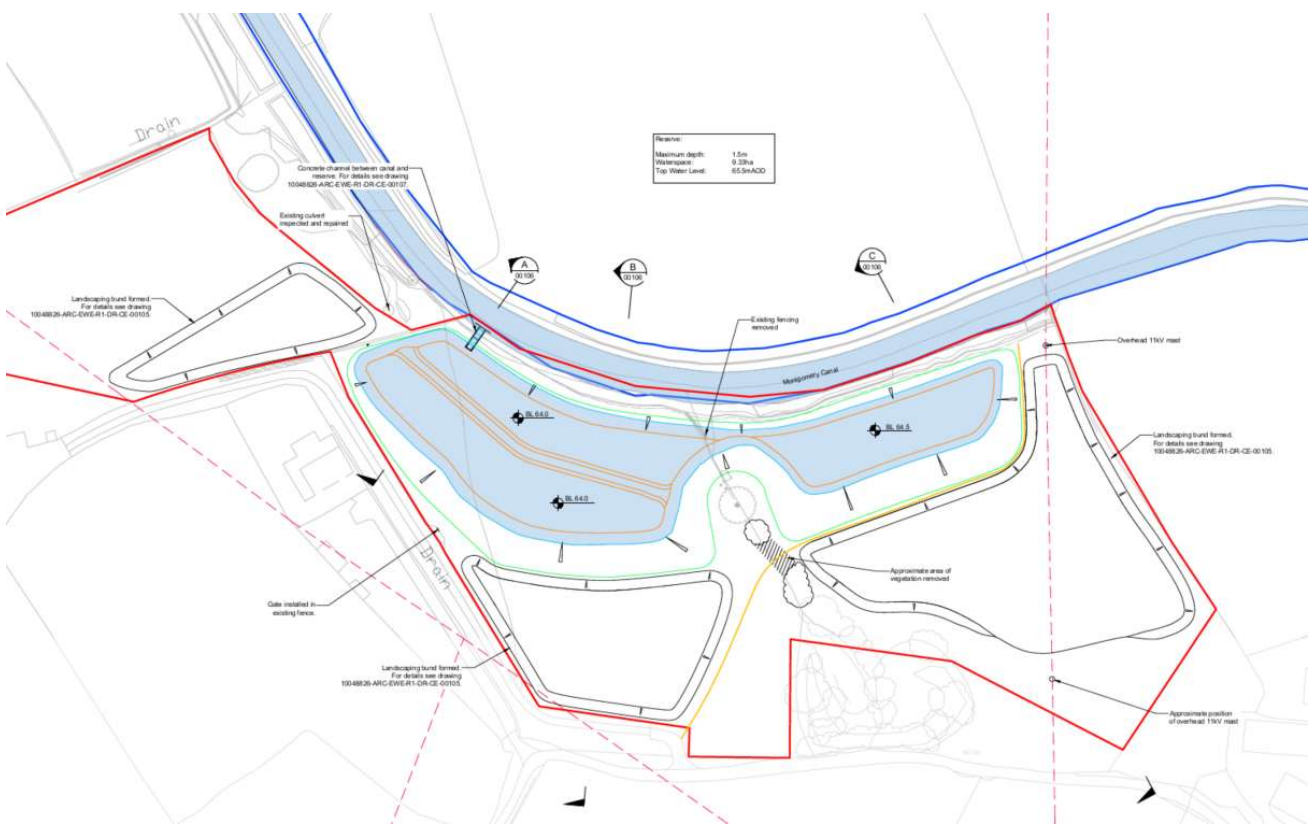 Drain
Reserve:
Maximum depth: 1.5m
Waterspace: 9.33ha
Top Water Level: 65.5mAOD
Concrete channel between canal and
reserve. For details see drawing
10048826-ARC-EWE-R1-DR-CE-00107.
Existing culvert
inspected and repaired
A
00106
B
00106
C
00106
Landscaping bund formed.
For details see drawing
10048826-ARC-EWE-R1-DR-CE-00105.
Existing fencing
removed
Overhead 11kV mast
Montgomery Canal
BL 64.0
BL 64.5
Landscaping bund formed.
For details see drawing
10048826-ARC-EWE-R1-DR-CE-00105.
BL 64.0
Drain
Approximate area of
vegetation removed
Gate installed in
existing fence.
Landscaping bund formed.
For details see drawing
10048826-ARC-EWE-R1-DR-CE-00105.
Approximate position
of overhead 11kV mast